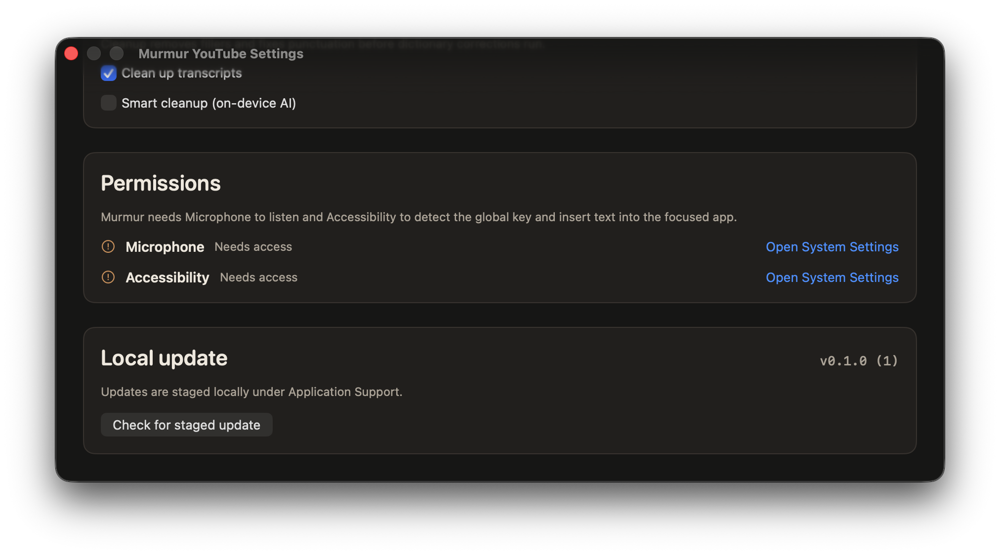 Cleanup removes fillers and fixes punctuation before dictionary corrections run.
Murmur YouTube Settings
Clean up transcripts
Smart cleanup (on-device AI)
Permissions
Murmur needs Microphone to listen and Accessibility to detect the global key and insert text into the focused app.
Microphone Needs access Open System Settings
Accessibility Needs access Open System Settings
Local update v0.1.0 (1)
Updates are staged locally under Application Support.
Check for staged update